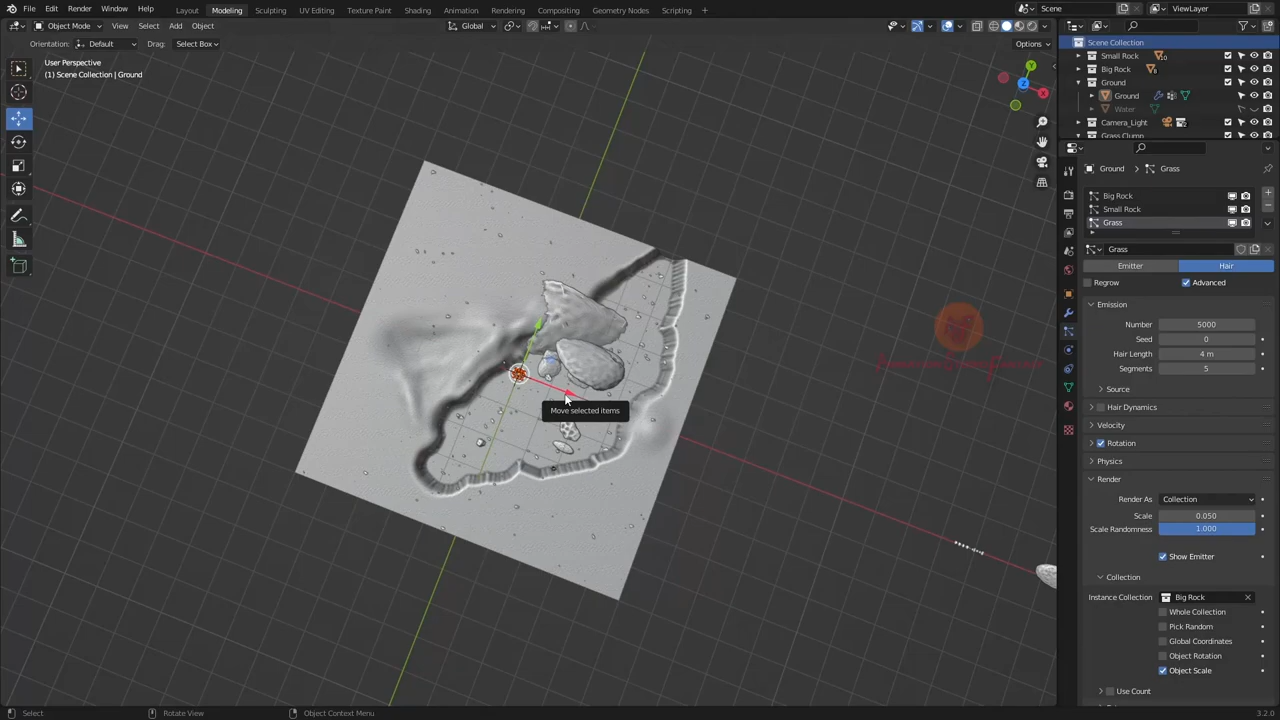 File Edit Render Window Help Layout Modeling Sculpting UV Editing Texture Paint Shading Animation Rendering Compositing Geometry Nodes Scripting + Scene ViewLayer
Object Mode View Select Add Object Global
Orientation: Default Drag: Select Box Options
User Perspective
(1) Scene Collection | Ground
Y
X
Z
Move selected items
Scene Collection
Small Rock 10
Big Rock 8
Ground
Ground
Water
Camera_Light 2
Grass Clump
Ground > Grass
Big Rock
Small Rock
Grass
Grass
Emitter Hair
Regrow Advanced
Emission
Number 5000
Seed 0
Hair Length 4 m
Segments 5
Source
Hair Dynamics
Velocity
Rotation
Physics
Render
Render As Collection
Scale 0.050
Scale Randomness 1.000
Show Emitter
Collection
Instance Collection Big Rock
Whole Collection
Pick Random
Global Coordinates
Object Rotation
Object Scale
Use Count
Select Rotate View Object Context Menu 3.2.0